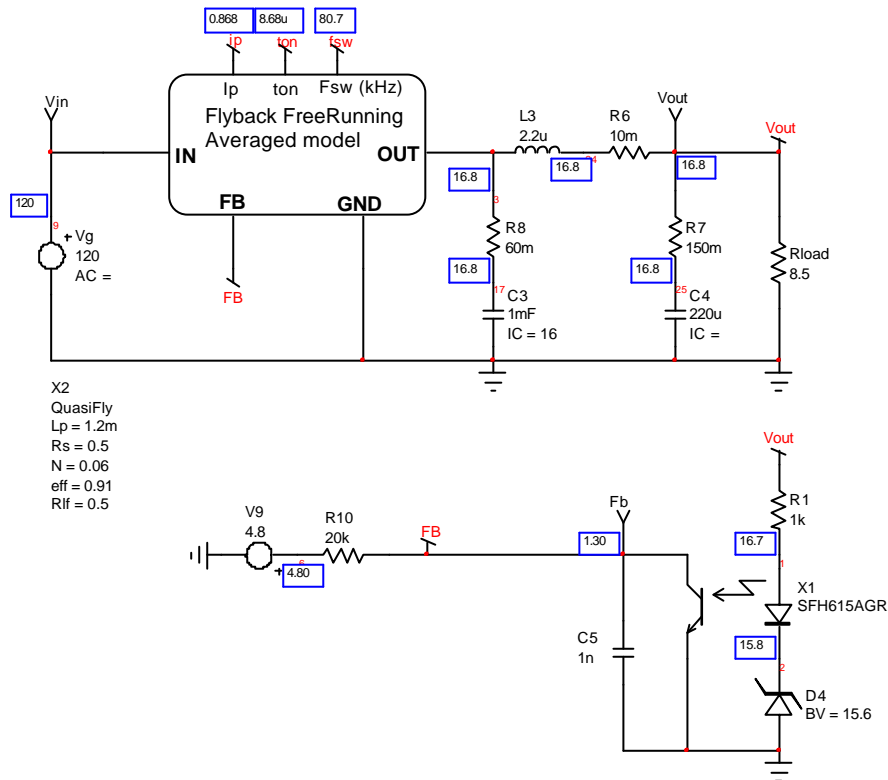 0.868
8.68u
80.7
ip
ton
fsw
Ip
ton
Fsw (kHz)
Flyback FreeRunning
Averaged model
IN
OUT
FB
GND
Vin
120
9
+
Vg
120
AC =
FB
L3
2.2u
16.8
24
R6
10m
Vout
16.8
Vout
16.8
3
R8
60m
16.8
17
C3
1mF
IC = 16
R7
150m
16.8
25
C4
220u
IC =
Rload
8.5
X2
QuasiFly
Lp = 1.2m
Rs = 0.5
N = 0.06
eff = 0.91
Rlf = 0.5
V9
4.8
+
6
4.80
R10
20k
FB
Fb
1.30
C5
1n
Vout
R1
1k
16.7
1
X1
SFH615AGR
15.8
2
D4
BV = 15.6